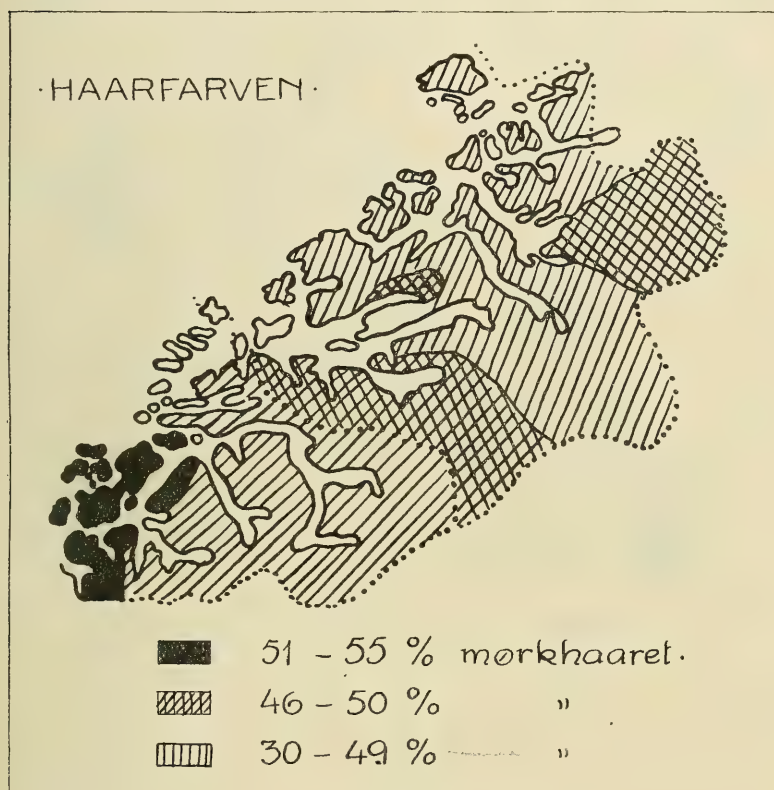 ·HAARFARVEN·
51 – 55 % mørkhaaret.
46 – 50 % "
30 – 49 % "